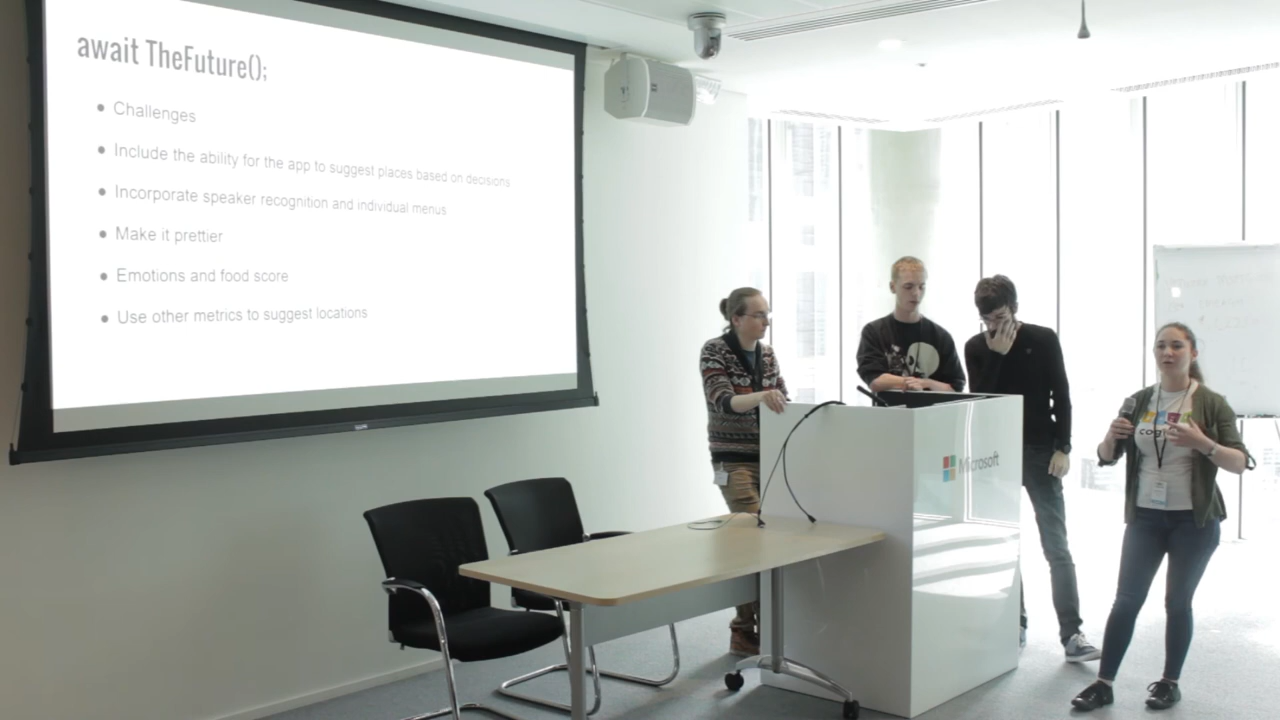 await TheFuture();
Challenges
Include the ability for the app to suggest places based on decisions
Incorporate speaker recognition and individual menus
Make it prettier
Emotions and food score
Use other metrics to suggest locations
Microsoft